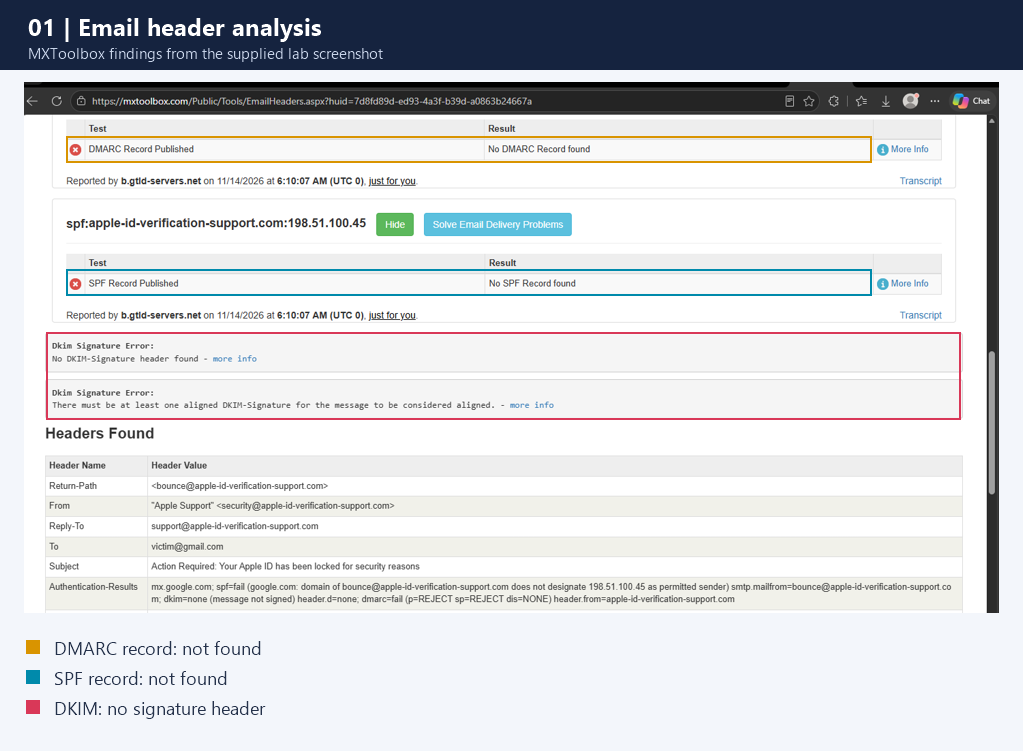 01 | Email header analysis
MXToolbox findings from the supplied lab screenshot
https://mxtoolbox.com/Public/Tools/EmailHeaders.aspx?huid=7d8fd89d-ed93-4a3f-b39d-a0863b24667a
Chat
Test Result
DMARC Record Published No DMARC Record found More Info
Reported by b.gtld-servers.net on 11/14/2026 at 6:10:07 AM (UTC 0), just for you. Transcript
spf:apple-id-verification-support.com:198.51.100.45 Hide Solve Email Delivery Problems
Test Result
SPF Record Published No SPF Record found More Info
Reported by b.gtld-servers.net on 11/14/2026 at 6:10:07 AM (UTC 0), just for you. Transcript
Dkim Signature Error:
No DKIM-Signature header found - more info
Dkim Signature Error:
There must be at least one aligned DKIM-Signature for the message to be considered aligned. - more info
Headers Found
Header Name Header Value
Return-Path <bounce@apple-id-verification-support.com>
From "Apple Support" <security@apple-id-verification-support.com>
Reply-To support@apple-id-verification-support.com
To victim@gmail.com
Subject Action Required: Your Apple ID has been locked for security reasons
Authentication-Results mx.google.com; spf=fail (google.com: domain of bounce@apple-id-verification-support.com does not designate 198.51.100.45 as permitted sender) smtp.mailfrom=bounce@apple-id-verification-support.co
m; dkim=none (message not signed) header.d=none; dmarc=fail (p=REJECT sp=REJECT dis=NONE) header.from=apple-id-verification-support.com
DMARC record: not found
SPF record: not found
DKIM: no signature header